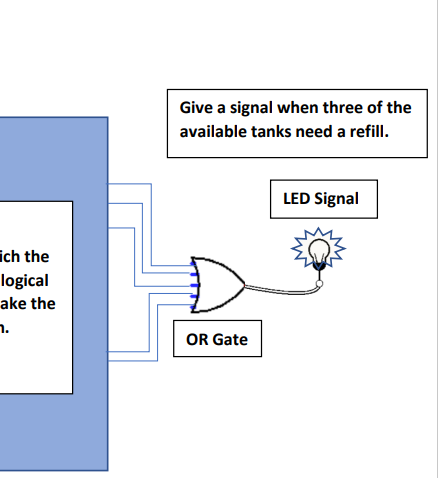 Give a signal when three of the
available tanks need a refill.
LED Signal
ich the
logical
ake the
n.
OR Gate